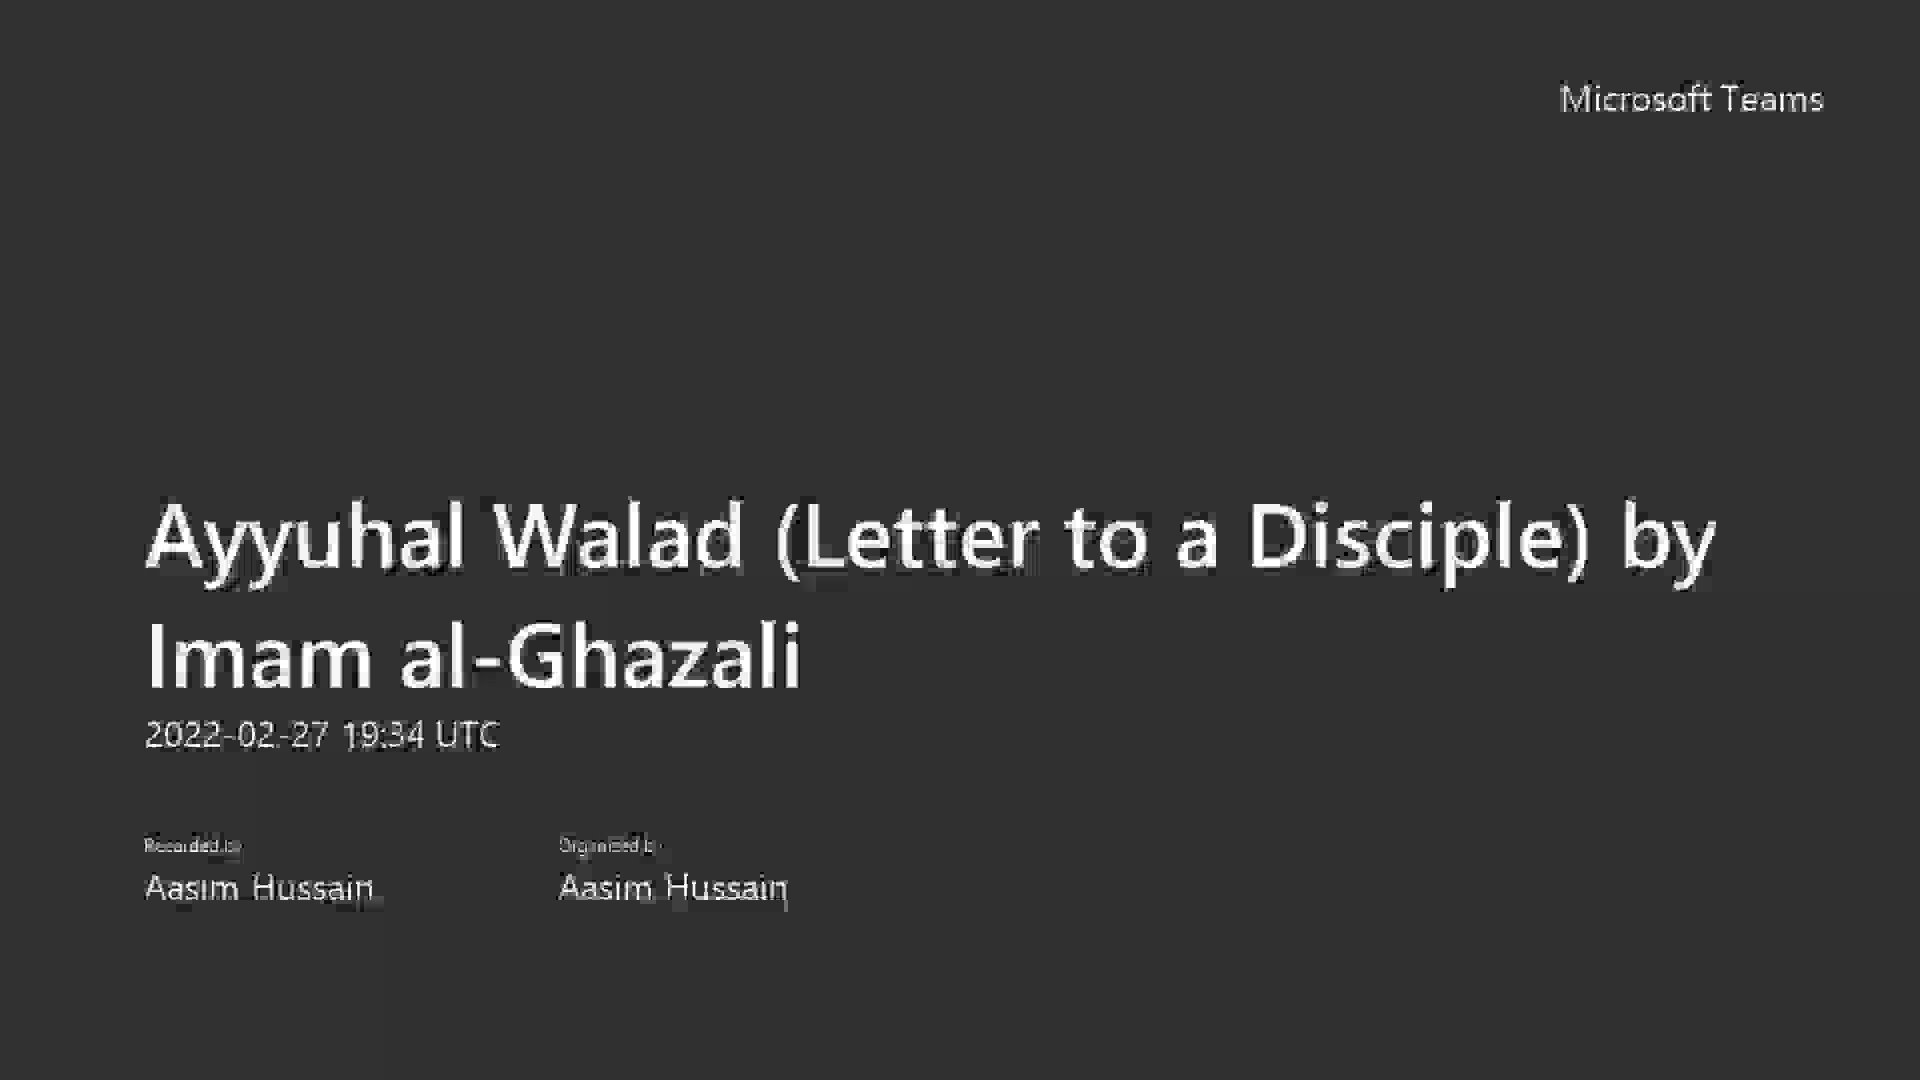 Microsoft Teams
Ayyuhal Walad (Letter to a Disciple) by
Imam al-Ghazali
2022-02-27 19:34 UTC
Recorded by
Organized by
Aasim Hussain
Aasim Hussain